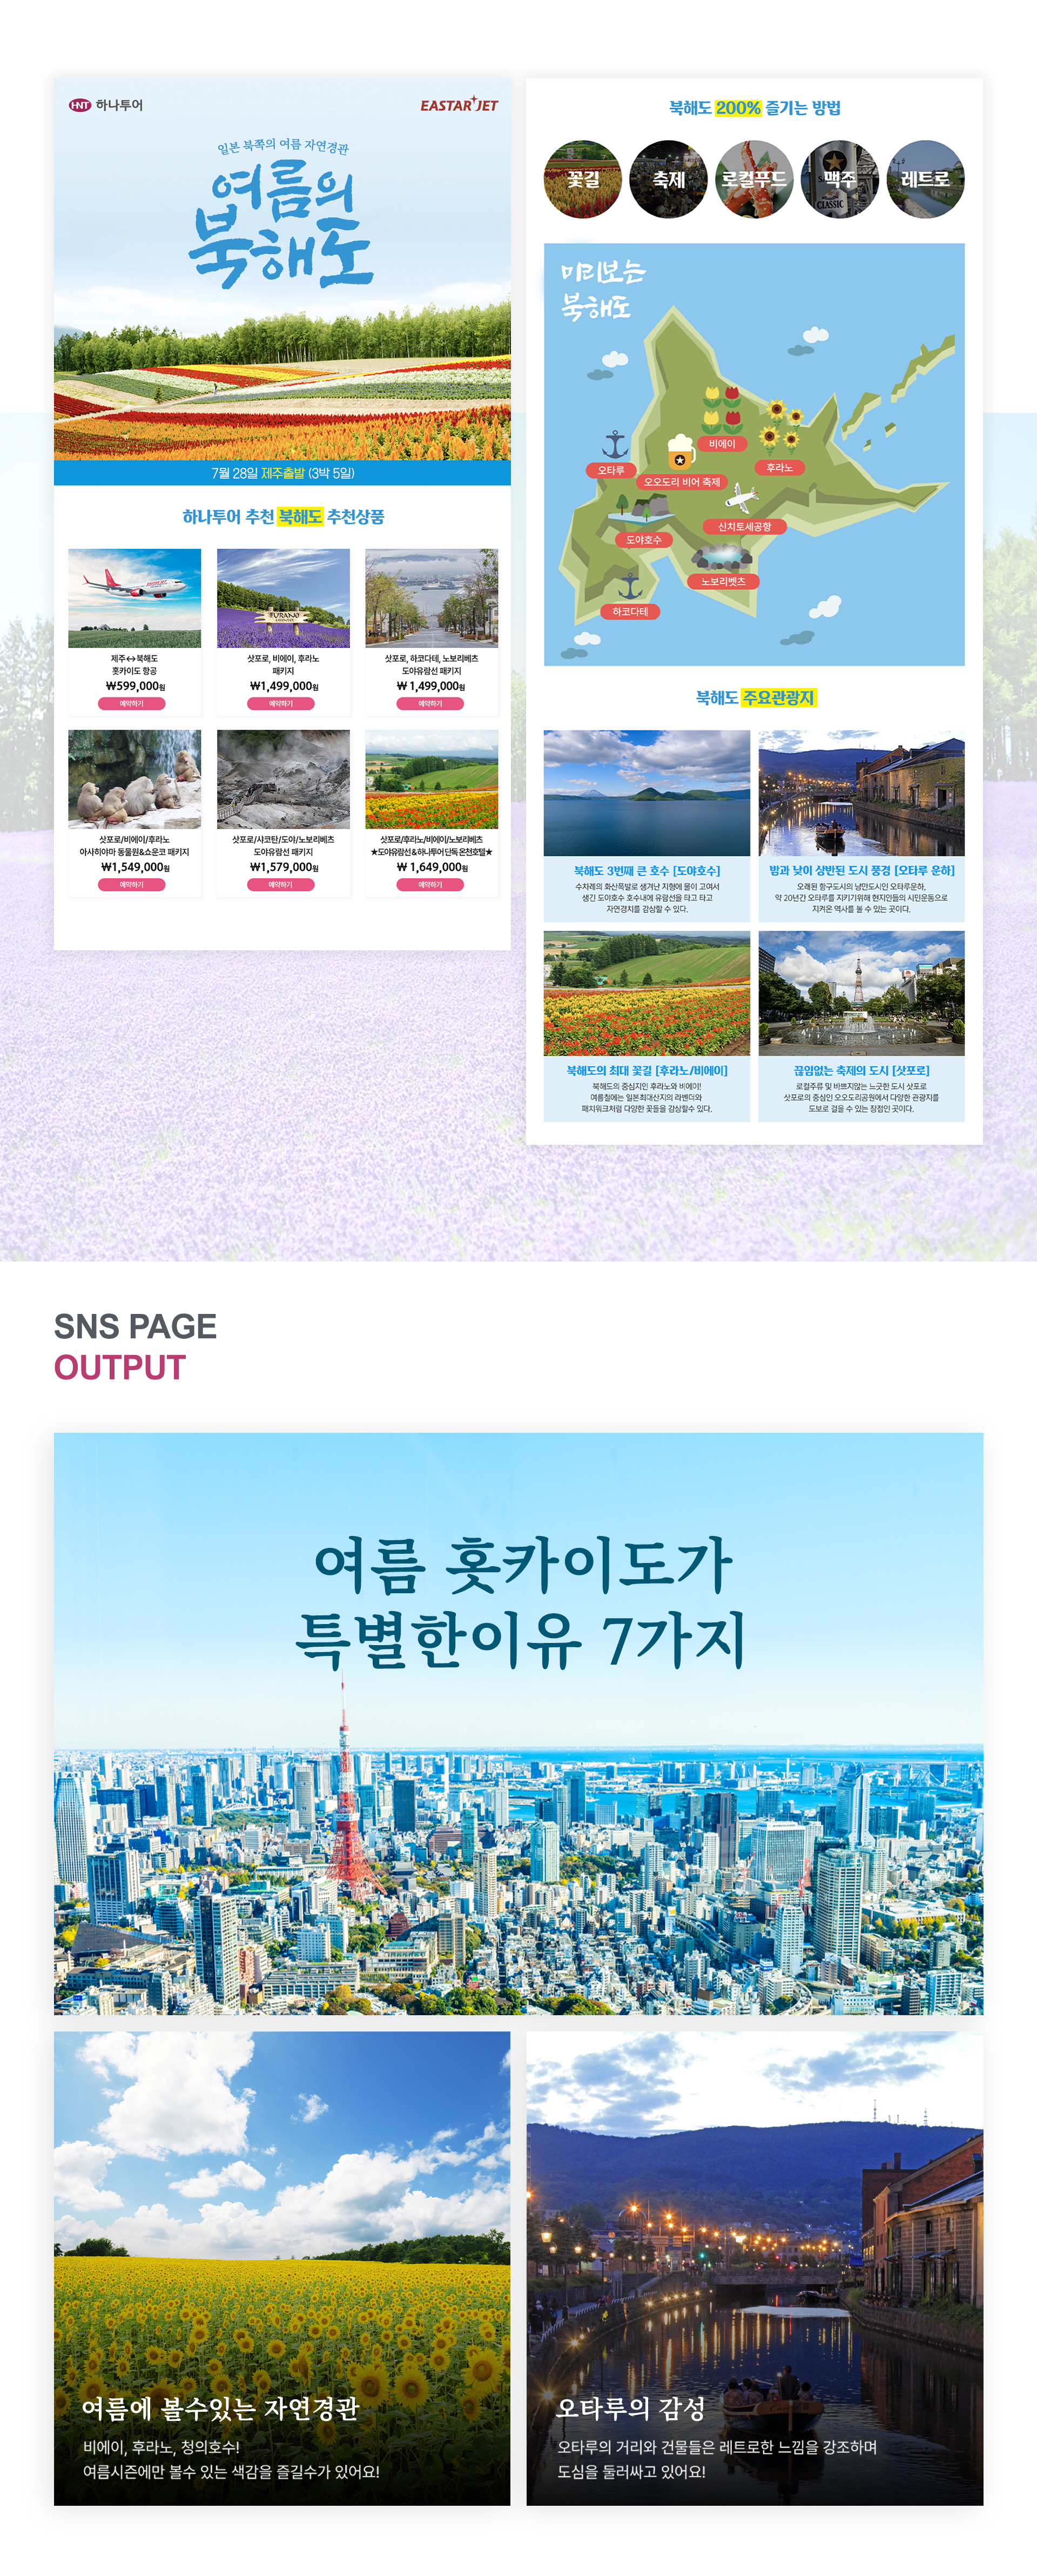 HNT 하나투어
EASTAR JET
일본 북쪽의 여름 자연경관
여름의
북해도
7월 28일 제주출발 (3박 5일)
하나투어 추천 북해도 추천상품
제주↔북해도
홋카이도 항공
₩599,000원
예약하기
FURANO
삿포로, 비에이, 후라노
패키지
₩1,499,000원
예약하기
삿포로, 하코다테, 노보리베츠
도야유람선 패키지
₩ 1,499,000원
예약하기
삿포로/비에이/후라노
아사히야마 동물원&쇼운코 패키지
₩1,549,000원
예약하기
삿포로/샤코탄/도야/노보리베츠
도야유람선 패키지
₩1,579,000원
예약하기
삿포로/후라노/비에이/노보리베츠
★도야유람선&하나투어 단독 온천호텔★
₩ 1,649,000원
예약하기
북해도 200% 즐기는 방법
꽃길
축제
로컬푸드
맥주
CLASSIC
레트로
미리보는
북해도
비에이
후라노
오타루
오오도리 비어 축제
신치토세공항
도야호수
노보리벳츠
하코다테
북해도 주요관광지
북해도 3번째 큰 호수 [도야호수]
수차례의 화산폭발로 생겨난 지형에 물이 고여서
생긴 도야호수 호수내에 유람선을 타고 타고
자연경치를 감상할 수 있다.
밤과 낮이 상반된 도시 풍경 [오타루 운하]
오래된 항구도시의 낭만도시인 오타루운하,
약 20년간 오타루를 지키기위해 현지인들의 시민운동으로
지켜온 역사를 볼 수 있는 곳이다.
북해도의 최대 꽃길 [후라노/비에이]
북해도의 중심지인 후라노와 비에이!
여름철에는 일본최대산지의 라벤더와
패치워크처럼 다양한 꽃들을 감상할수 있다.
끊임없는 축제의 도시 [삿포로]
로컬주류 및 바쁘지않는 느긋한 도시 삿포로
삿포로의 중심인 오오도리공원에서 다양한 관광지를
도보로 걸을 수 있는 장점인 곳이다.
SNS PAGE
OUTPUT
여름 홋카이도가
특별한이유 7가지
여름에 볼수있는 자연경관
비에이, 후라노, 청의호수!
여름시즌에만 볼수 있는 색감을 즐길수가 있어요!
오타루의 감성
오타루의 거리와 건물들은 레트로한 느낌을 강조하며
도심을 둘러싸고 있어요!